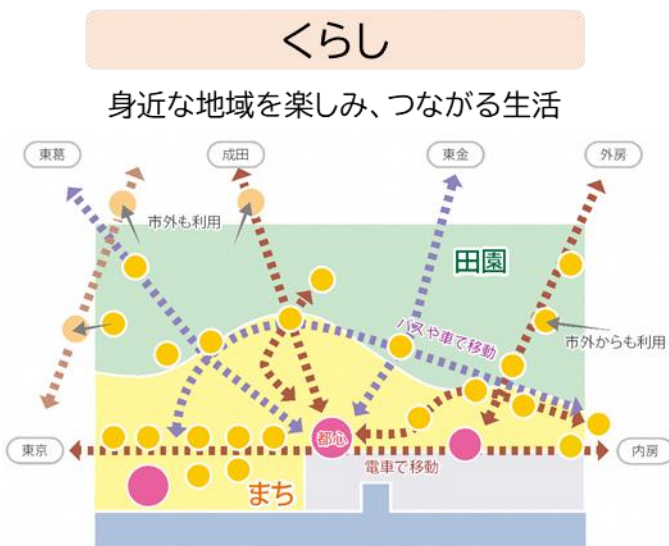 くらし
身近な地域を楽しみ、つながる生活
東葛
成田
東金
外房
市外も利用
田園
バスや車で移動
市外からも利用
都心
東京
電車で移動
内房
まち